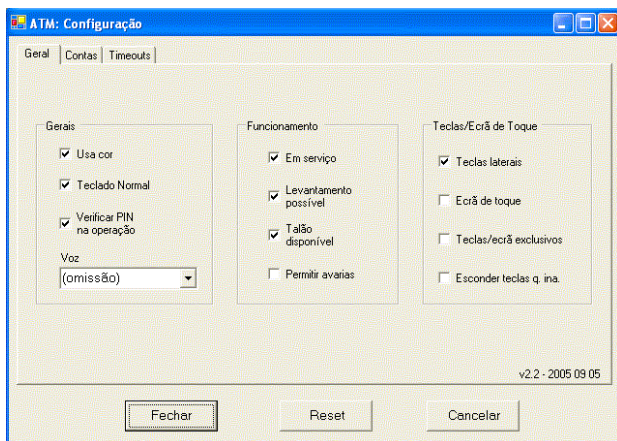 ATM: Configuração
Geral
Contas
Timeouts
Gerais
Usa cor
Teclado Normal
Verificar PIN
na operação
Voz
(omissão)
Funcionamento
Em serviço
Levantamento
possível
Talão
disponível
Permitir avarias
Teclas/Ecrã de Toque
Teclas laterais
Ecrã de toque
Teclas/ecrã exclusivos
Esconder teclas q. ina.
v2.2 - 2005 09 05
Fechar
Reset
Cancelar